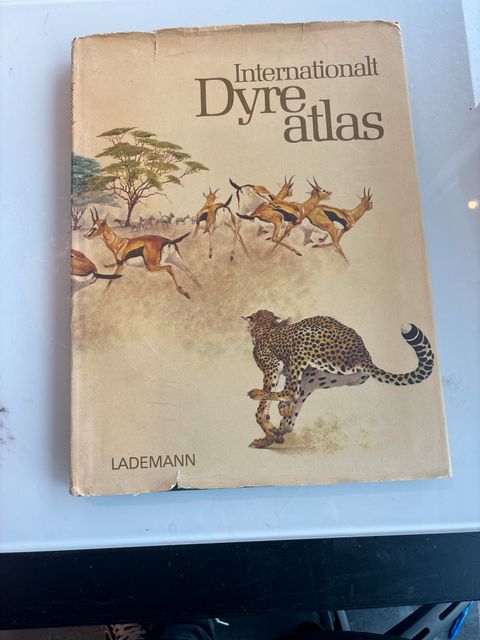 Internationalt
Dyre
atlas
LADEMANN